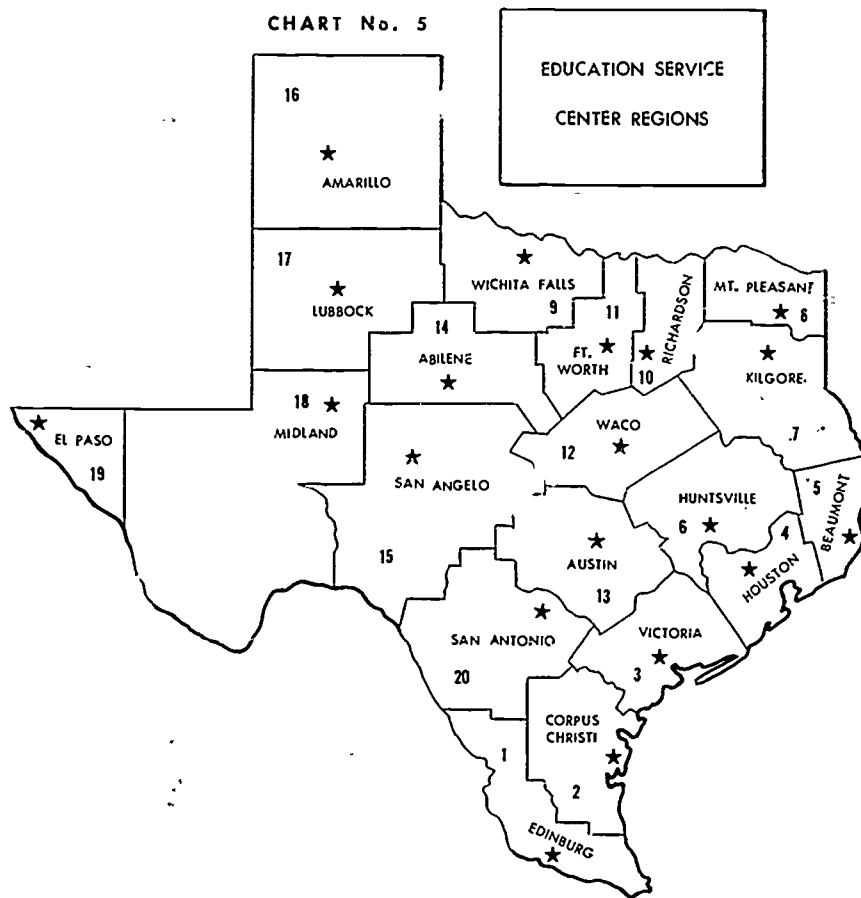 CHART No. 5
EDUCATION SERVICE
CENTER REGIONS
16
AMARILLO
17
LUBBOCK
WICHITA FALLS
9
11
RICHARDSON
MT. PLEASANT
8
14
ABILENE
FT.
WORTH
10
KILGORE
7
18
MIDLAND
EL PASO
19
WACO
12
SAN ANGELO
15
HUNTSVILLE
6
5
BEAUMONT
4
HOUSTON
AUSTIN
13
SAN ANTONIO
20
VICTORIA
3
CORPUS
CHRISTI
2
1
EDINBURG